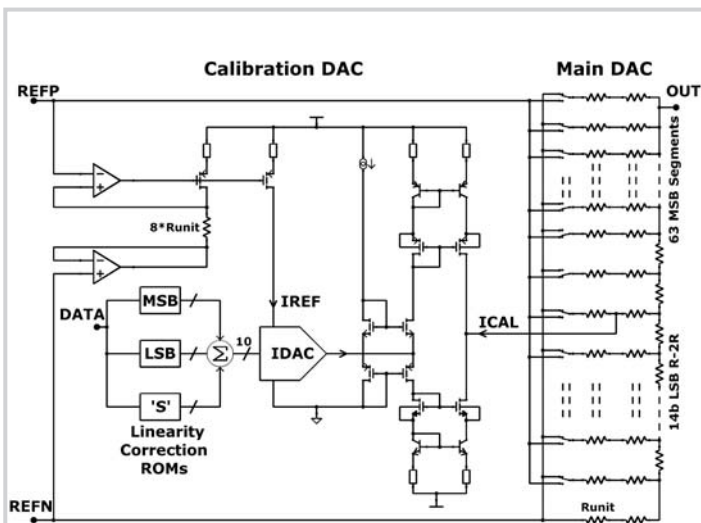 Calibration DAC
Main DAC
REFP
OUT
8*Runit
63 MSB Segments
DATA
MSB
LSB
'S'
Σ
10
IREF
IDAC
ICAL
Linearity
Correction
ROMs
14b LSB R-2R
REFN
Runit